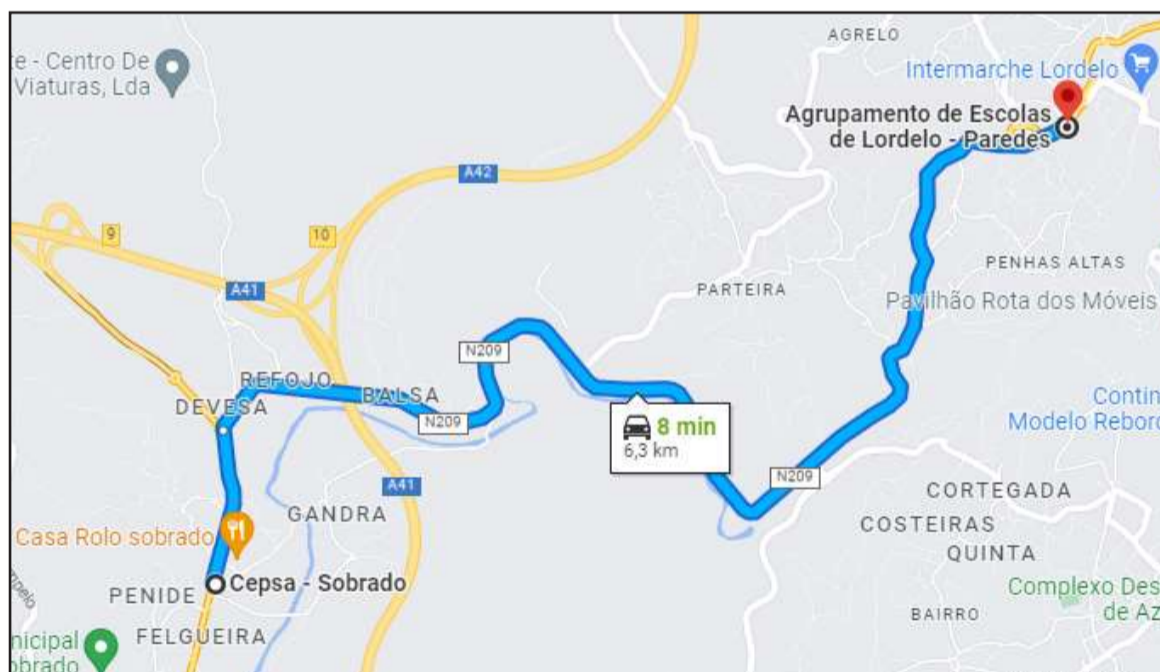 AGRELO
e - Centro De
Viaturas, Lda
Intermarche Lordelo
Agrupamento de Escolas
de Lordelo - Paredes
A42
9
10
PENHAS ALTAS
A41
PARTEIRA
Pavilhão Rota dos Móveis
N209
REFOJO
BALSA
DEVESA
N209
Contin
Modelo Reborc
8 min
6,3 km
N209
A41
CORTEGADA
GANDRA
COSTEIRAS
Casa Rolo sobrado
QUINTA
Cepsa - Sobrado
PENIDE
Complexo Des
de Az
BAIRRO
FELGUEIRA
nicipal
obrado